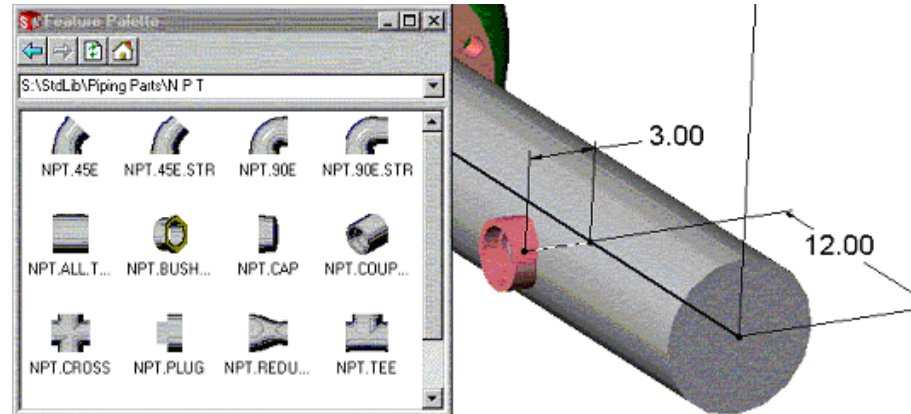 Feature Palette
S:\StdLib\Piping Parts\N P T
NPT.45E NPT.45E.STR NPT.90E NPT.90E.STR
NPT.ALL.T... NPT.BUSH... NPT.CAP NPT.COUP...
NPT.CROSS NPT.PLUG NPT.REDU... NPT.TEE
3.00
12.00